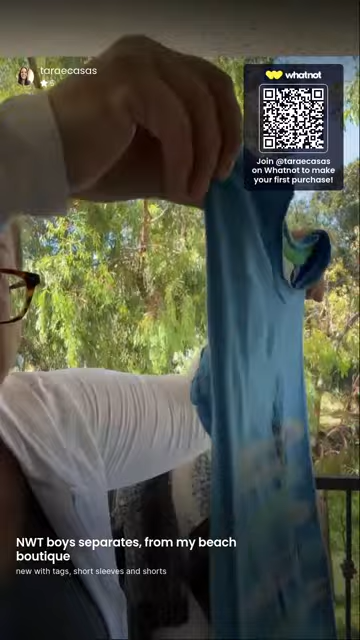 taraecasas
whatnot
Join @taraecasas
on Whatnot to make
your first purchase!
NWT boys separates, from my beach
boutique
new with tags, short sleeves and shorts